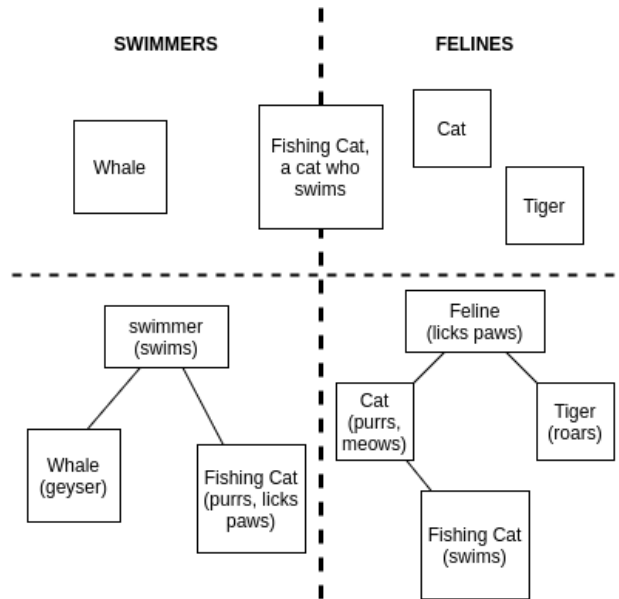 SWIMMERS
FELINES
Whale
Fishing Cat,
a cat who
swims
Cat
Tiger
swimmer
(swims)
Whale
(geyser)
Fishing Cat
(purrs, licks
paws)
Feline
(licks paws)
Cat
(purrs,
meows)
Tiger
(roars)
Fishing Cat
(swims)